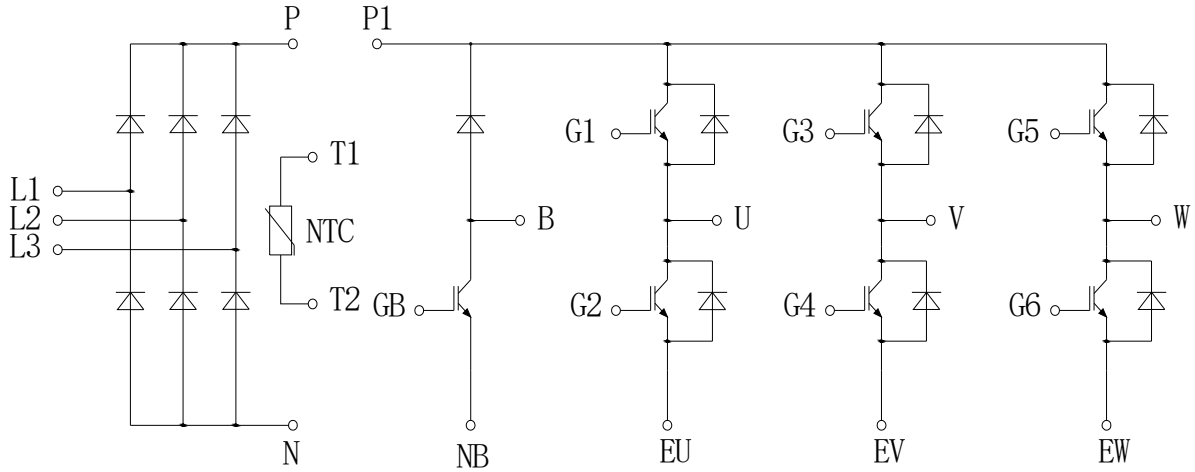 P P1
T1
G1 G3 G5
L1
L2 B U V W
NTC
L3
T2
GB G2 G4 G6
N NB EU EV EW